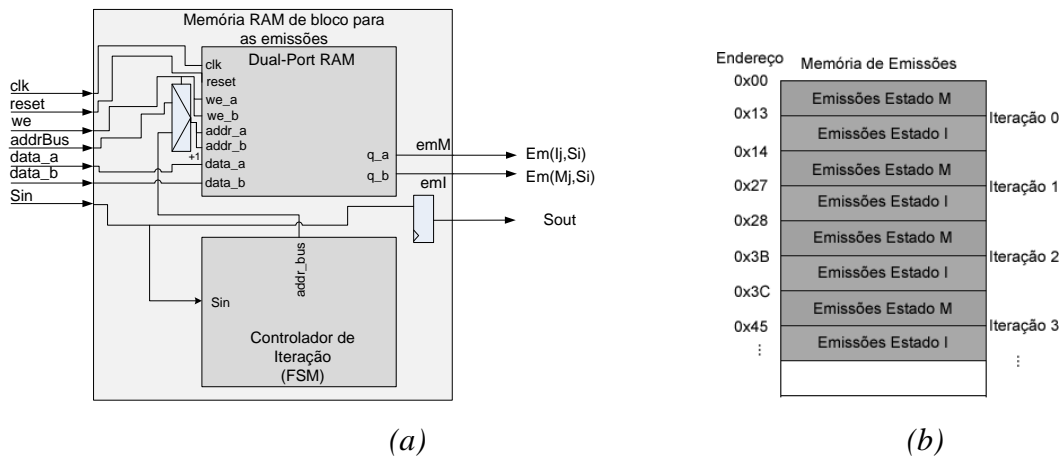 Memória RAM de bloco para
as emissões
Dual-Port RAM
clk
reset
we
addrBus
data_a
data_b
Sin
clk
reset
we_a
we_b
addr_a
addr_b
+1
data_a
data_b
q_a
q_b
emM
emI
Em(Ij,Si)
Em(Mj,Si)
Sout
addr_bus
Sin
Controlador de
Iteração
(FSM)
(a)
Endereço
Memória de Emissões
0x00
Emissões Estado M
0x13
Iteração 0
Emissões Estado I
0x14
Emissões Estado M
0x27
Iteração 1
Emissões Estado I
0x28
Emissões Estado M
0x3B
Iteração 2
Emissões Estado I
0x3C
Emissões Estado M
0x45
Iteração 3
Emissões Estado I
⋮
⋮
(b)